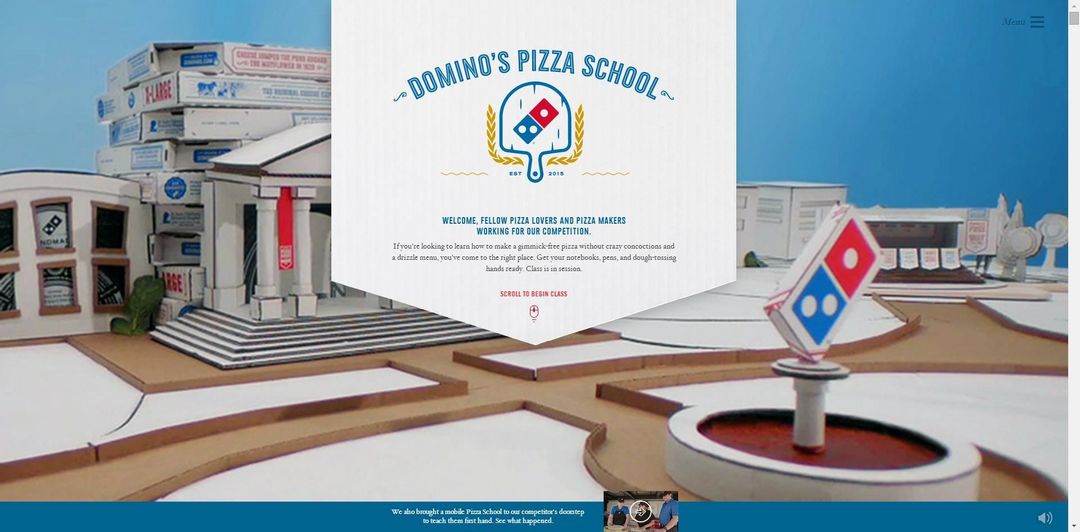 Menu
DOMINO'S PIZZA SCHOOL
EST 2015
WELCOME, FELLOW PIZZA LOVERS AND PIZZA MAKERS
WORKING FOR OUR COMPETITION.
If you're looking to learn how to make a gimmick-free pizza without crazy concoctions and
a drizzle menu, you've come to the right place. Get your notebooks, pens, and dough-tossing
hands ready. Class is in session.
SCROLL TO BEGIN CLASS
X-LARGE
We also brought a mobile Pizza School to our competitor's doorstep
to teach them first hand. See what happened.